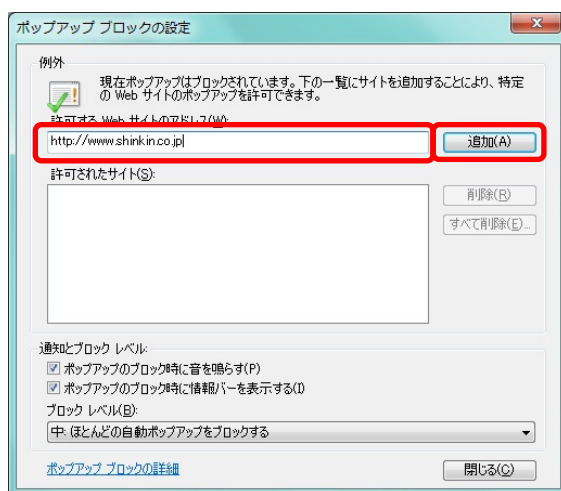 ポップアップ ブロックの設定
例外
現在ポップアップはブロックされています。下の一覧にサイトを追加することにより、特定
の Web サイトのポップアップを許可できます。
許可する Web サイトのアドレス(W):
http://www.shinkin.co.jp
追加(A)
許可されたサイト(S):
削除(R)
すべて削除(E)...
通知とブロック レベル:
ポップアップのブロック時に音を鳴らす(P)
ポップアップのブロック時に情報バーを表示する(I)
ブロック レベル(B):
中: ほとんどの自動ポップアップをブロックする
ポップアップ ブロックの詳細
閉じる(C)